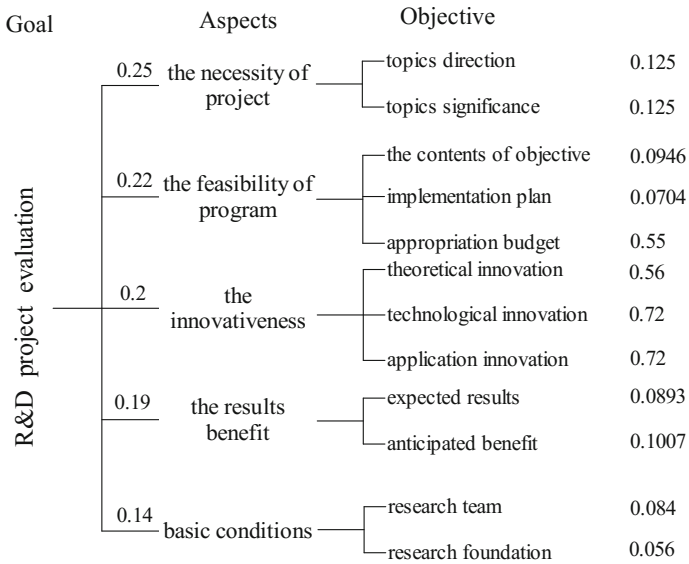 Goal
Aspects
Objective
R&D project evaluation
0.25
the necessity of
project
topics direction
0.125
topics significance
0.125
0.22
the feasibility of
program
the contents of objective
0.0946
implementation plan
0.0704
appropriation budget
0.55
0.2
the
innovativeness
theoretical innovation
0.56
technological innovation
0.72
application innovation
0.72
0.19
the results
benefit
expected results
0.0893
anticipated benefit
0.1007
0.14
basic conditions
research team
0.084
research foundation
0.056